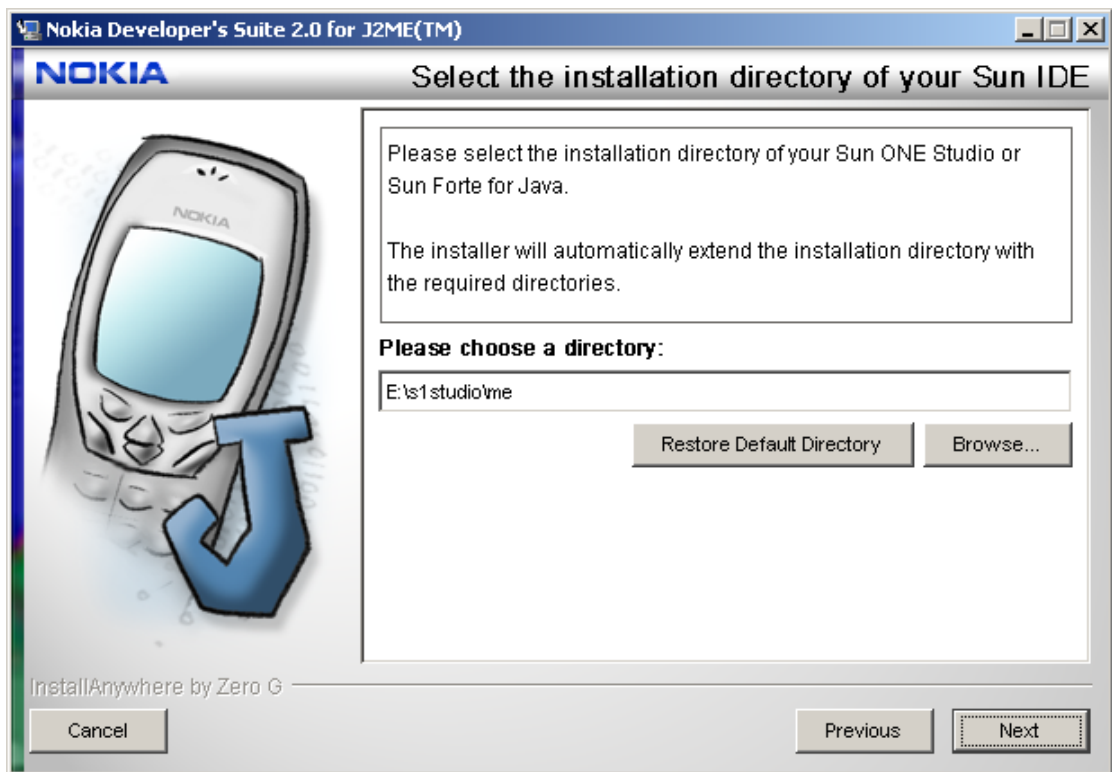 Nokia Developer's Suite 2.0 for J2ME(TM)
NOKIA
Select the installation directory of your Sun IDE
Please select the installation directory of your Sun ONE Studio or
Sun Forte for Java.
The installer will automatically extend the installation directory with
the required directories.
NOKIA
Please choose a directory:
E:\s1studio\me
Restore Default Directory
Browse...
InstallAnywhere by Zero G
Cancel
Previous
Next